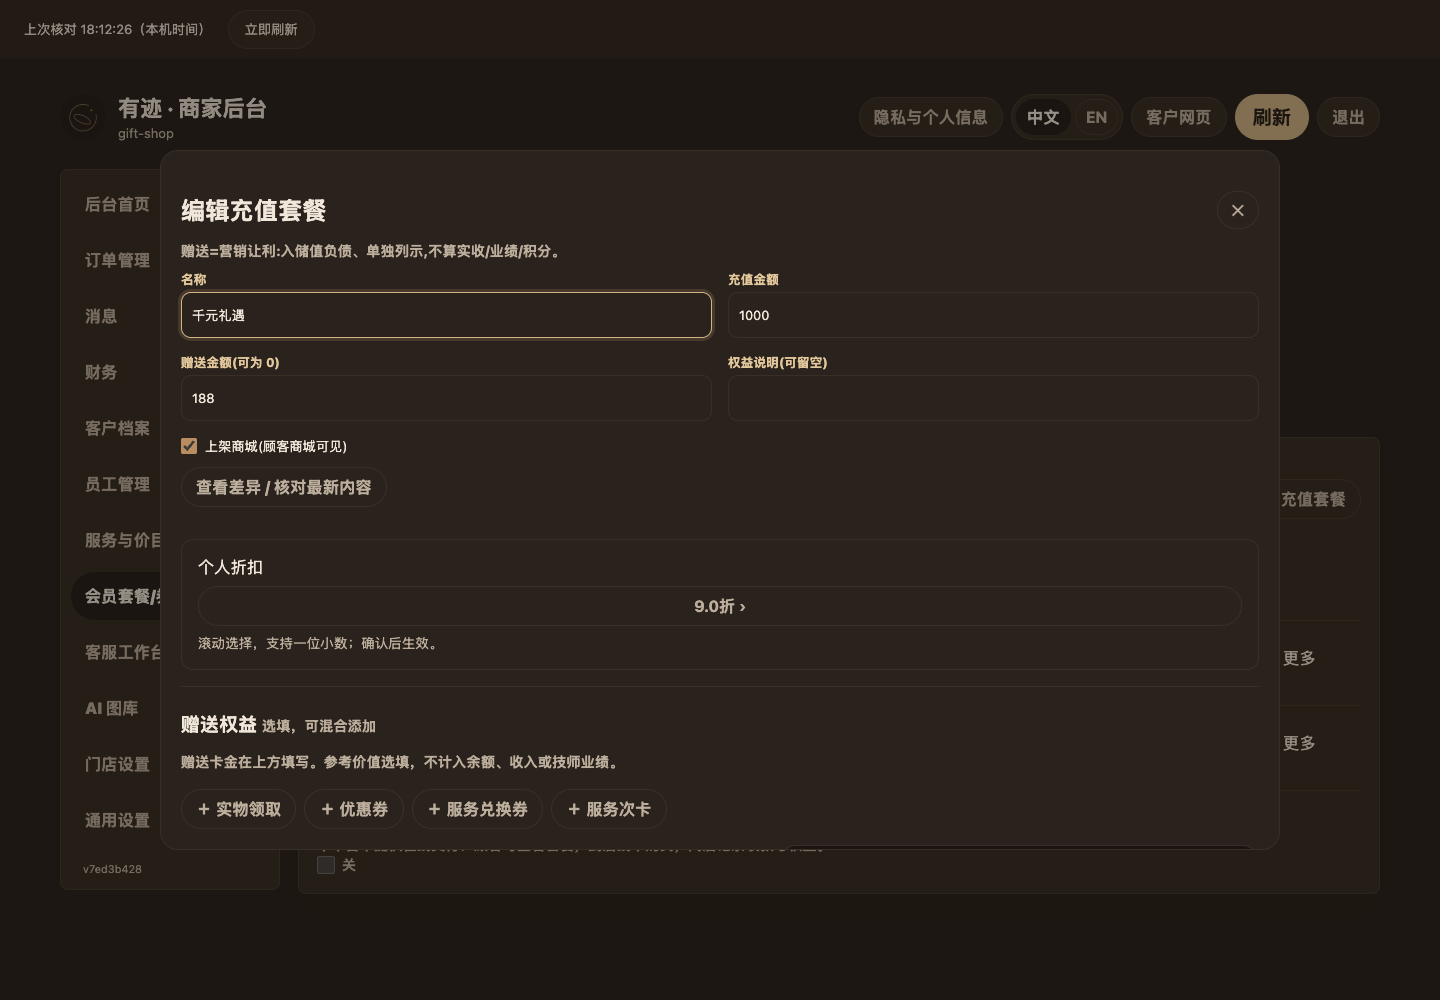 上次核对 18:12:26（本机时间）
立即刷新
有迹 · 商家后台
gift-shop
隐私与个人信息
中文
EN
客户网页
刷新
退出
后台首页
订单管理
消息
财务
客户档案
员工管理
服务与价目
会员套餐/
客服工作台
AI 图库
门店设置
通用设置
v7ed3b428
编辑充值套餐
×
赠送=营销让利:入储值负债、单独列示,不算实收/业绩/积分。
名称
千元礼遇
充值金额
1000
赠送金额(可为 0)
188
权益说明(可留空)
上架商城(顾客商城可见)
查看差异 / 核对最新内容
个人折扣
9.0折 ›
滚动选择，支持一位小数；确认后生效。
赠送权益 选填，可混合添加
赠送卡金在上方填写。参考价值选填，不计入余额、收入或技师业绩。
＋ 实物领取
＋ 优惠券
＋ 服务兑换券
＋ 服务次卡
充值套餐
更多
更多
关